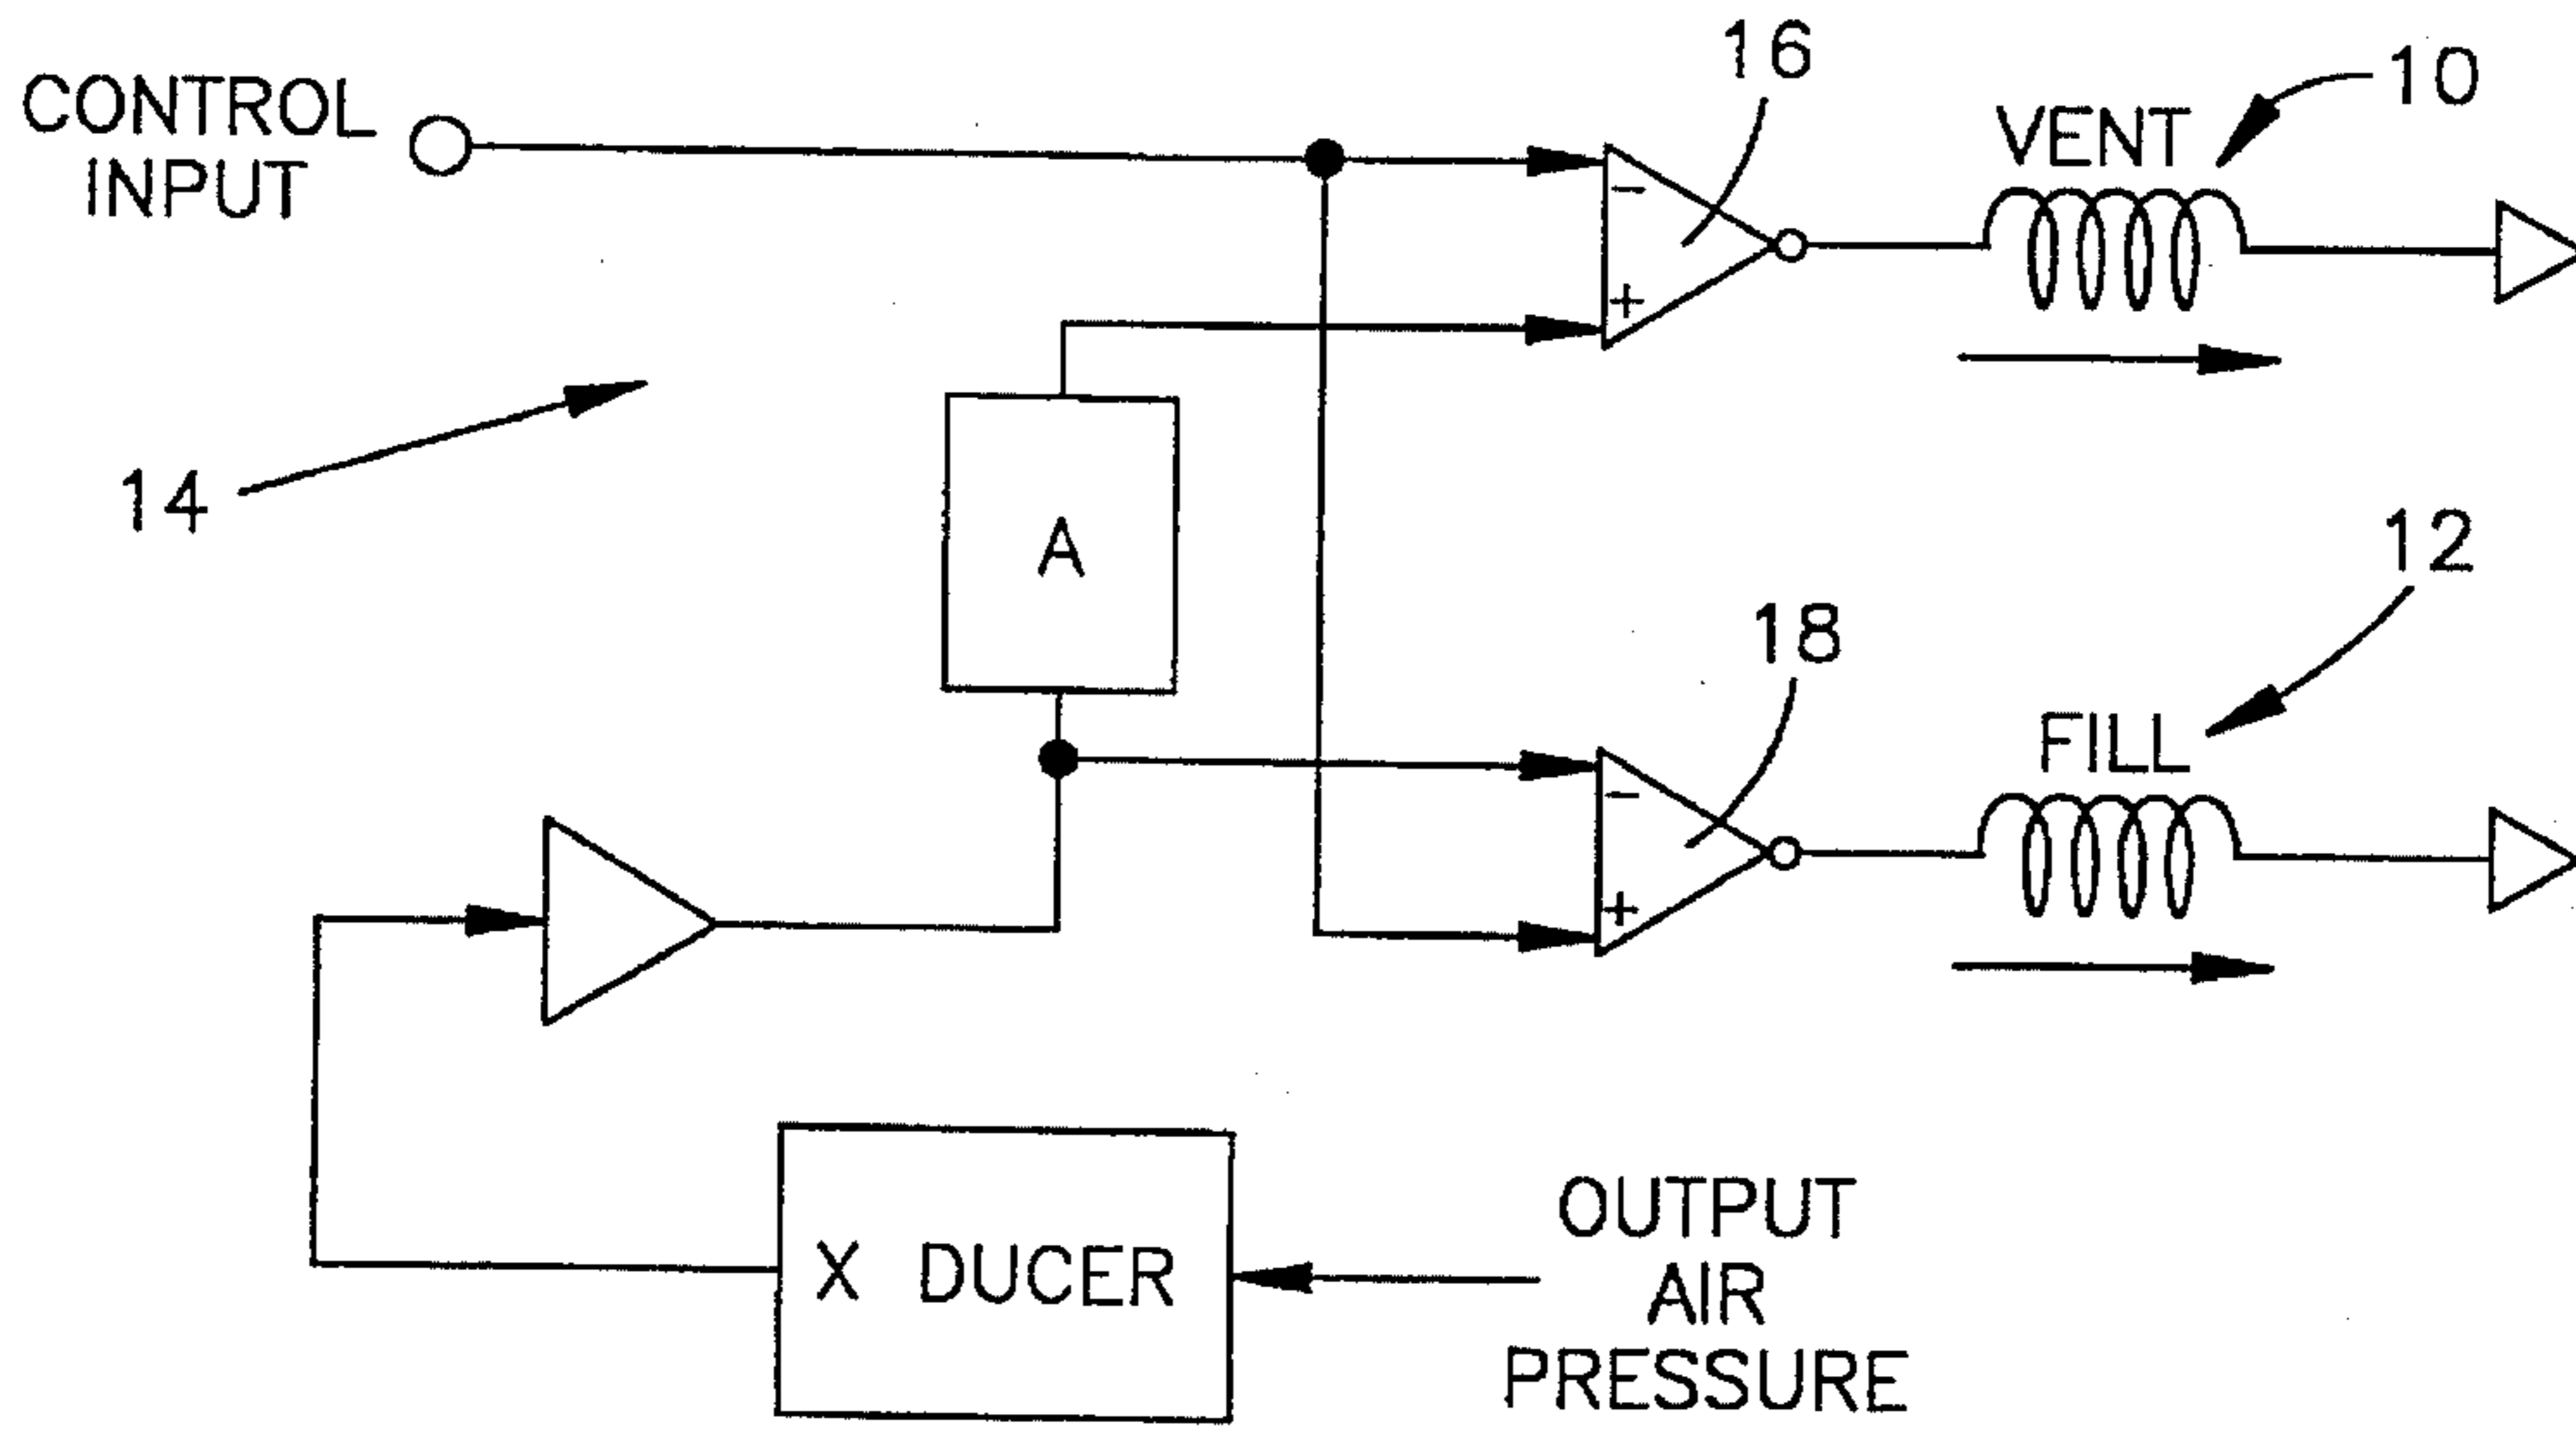 CONTROL
INPUT
16
VENT
10
-
+
14
A
12
18
FILL
-
+
X DUCER
OUTPUT
AIR
PRESSURE